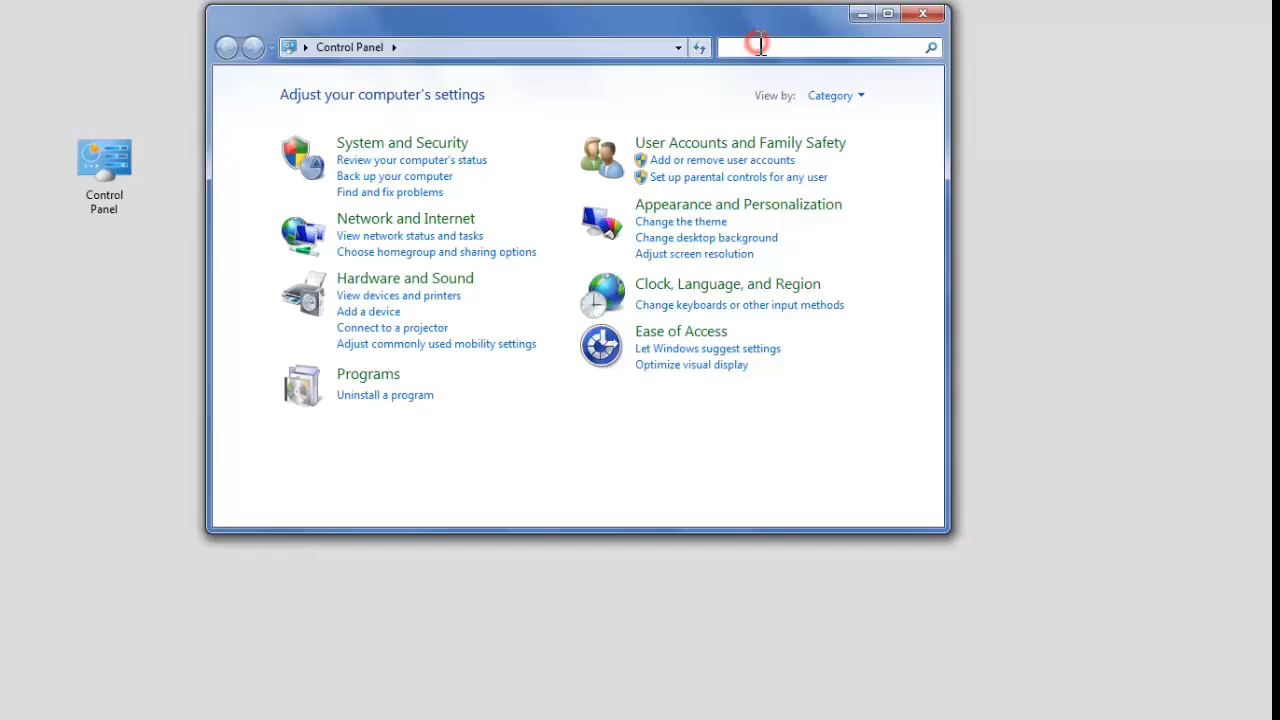 Control Panel
Adjust your computer's settings
View by: Category
System and Security
Review your computer's status
Back up your computer
Find and fix problems
Network and Internet
View network status and tasks
Choose homegroup and sharing options
Hardware and Sound
View devices and printers
Add a device
Connect to a projector
Adjust commonly used mobility settings
Programs
Uninstall a program
User Accounts and Family Safety
Add or remove user accounts
Set up parental controls for any user
Appearance and Personalization
Change the theme
Change desktop background
Adjust screen resolution
Clock, Language, and Region
Change keyboards or other input methods
Ease of Access
Let Windows suggest settings
Optimize visual display
Control
Panel